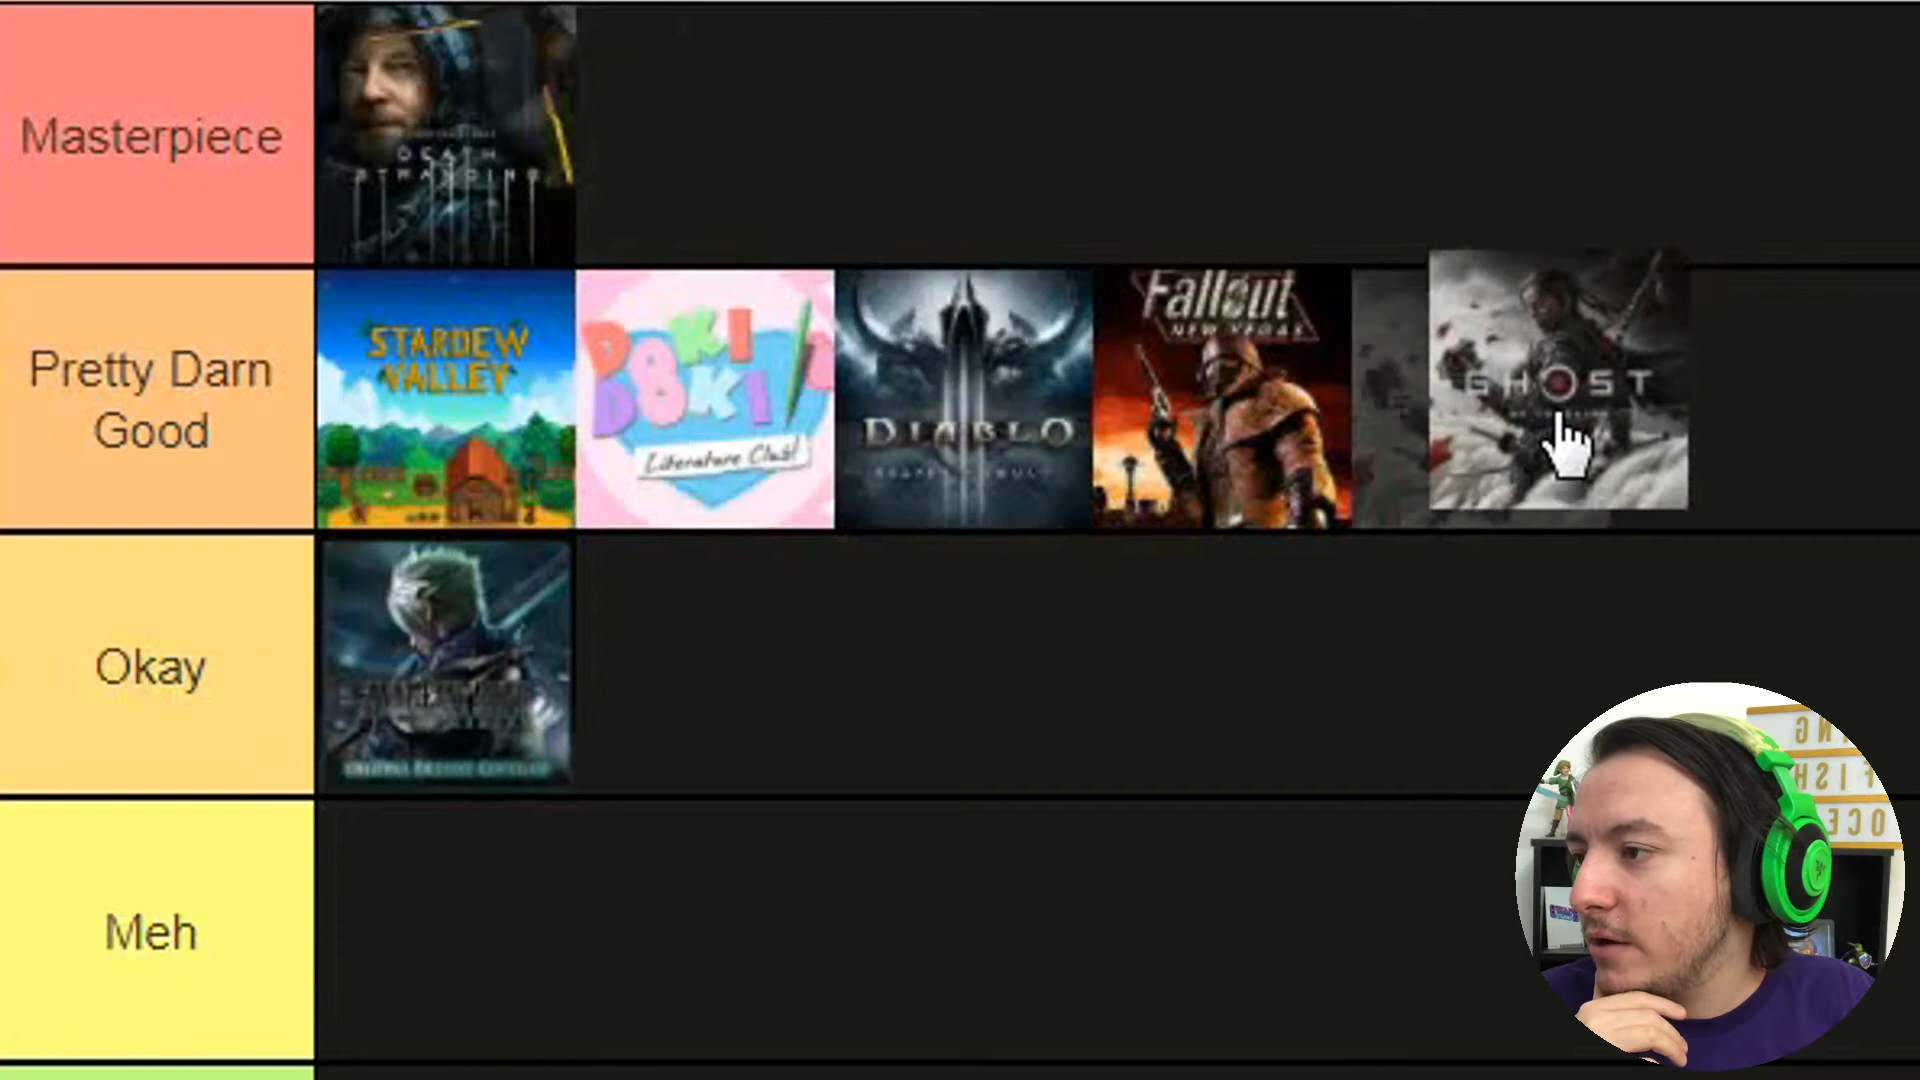 Masterpiece
DEATH
STRANDING
Pretty Darn
Good
STARDEW
VALLEY
DOKI
DOKI
Literature Club!
DIABLO
Fallout
NEW VEGAS
GHOST
Okay
Meh